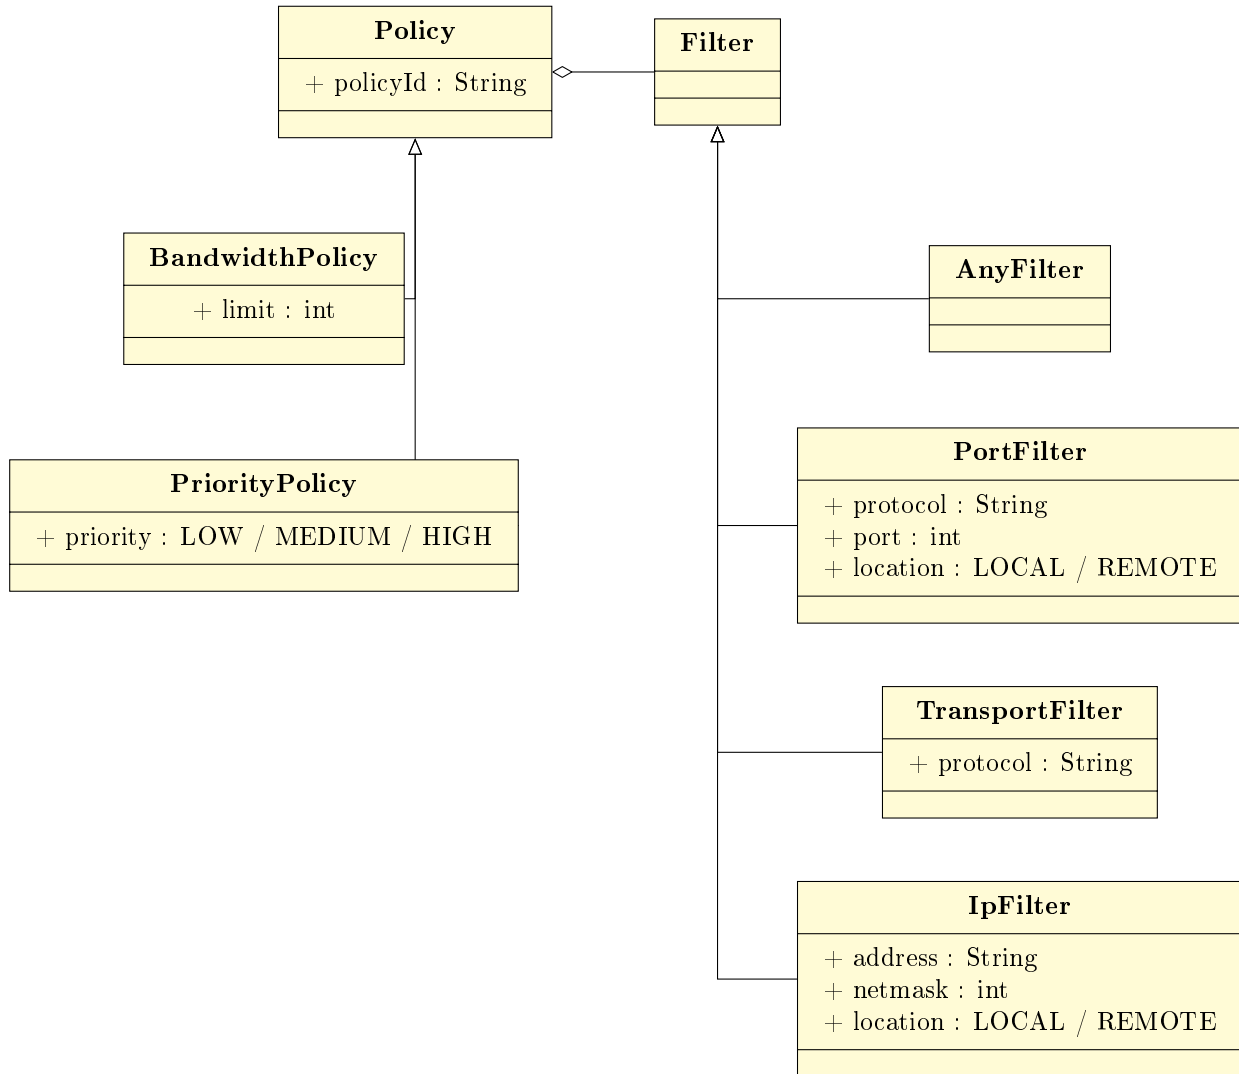 Policy
+ policyId : String
Filter
BandwidthPolicy
+ limit : int
AnyFilter
PriorityPolicy
+ priority : LOW / MEDIUM / HIGH
PortFilter
+ protocol : String
+ port : int
+ location : LOCAL / REMOTE
TransportFilter
+ protocol : String
IpFilter
+ address : String
+ netmask : int
+ location : LOCAL / REMOTE